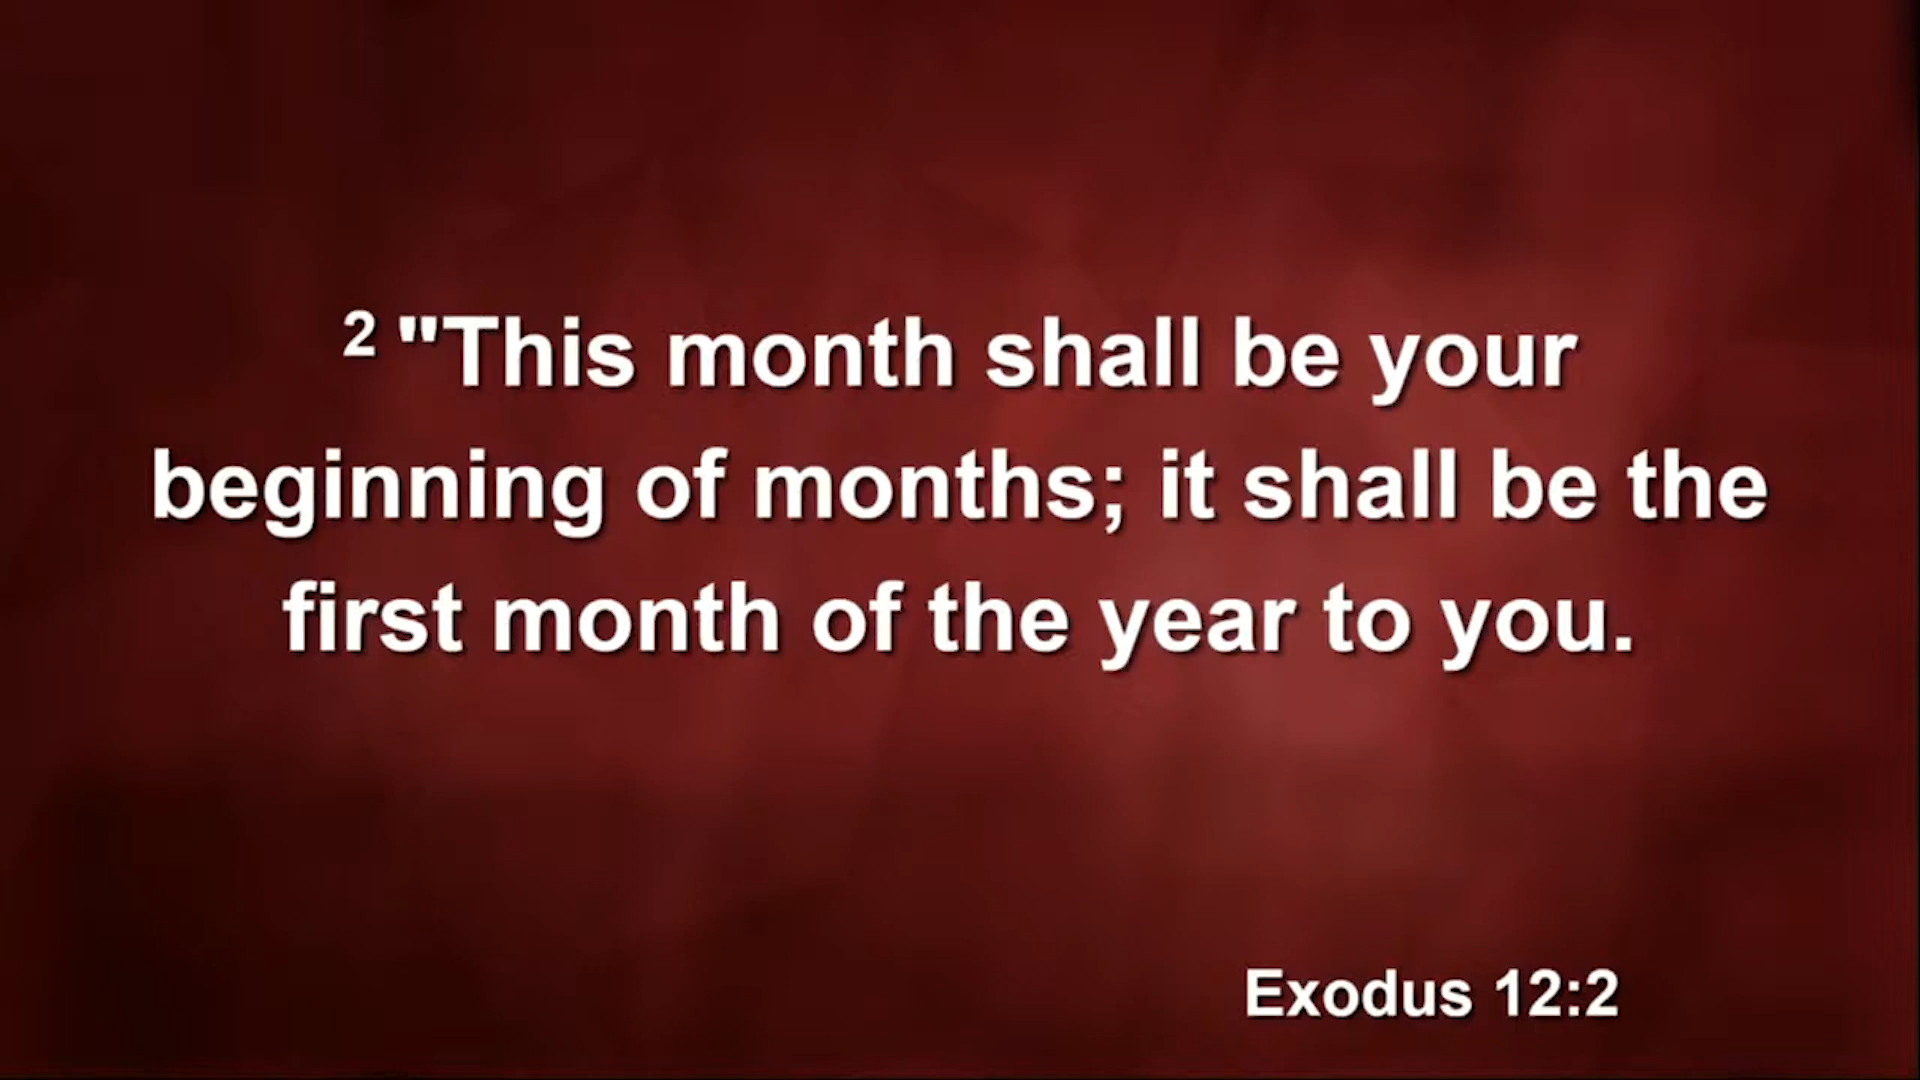 2 "This month shall be your
beginning of months; it shall be the
first month of the year to you.
Exodus 12:2